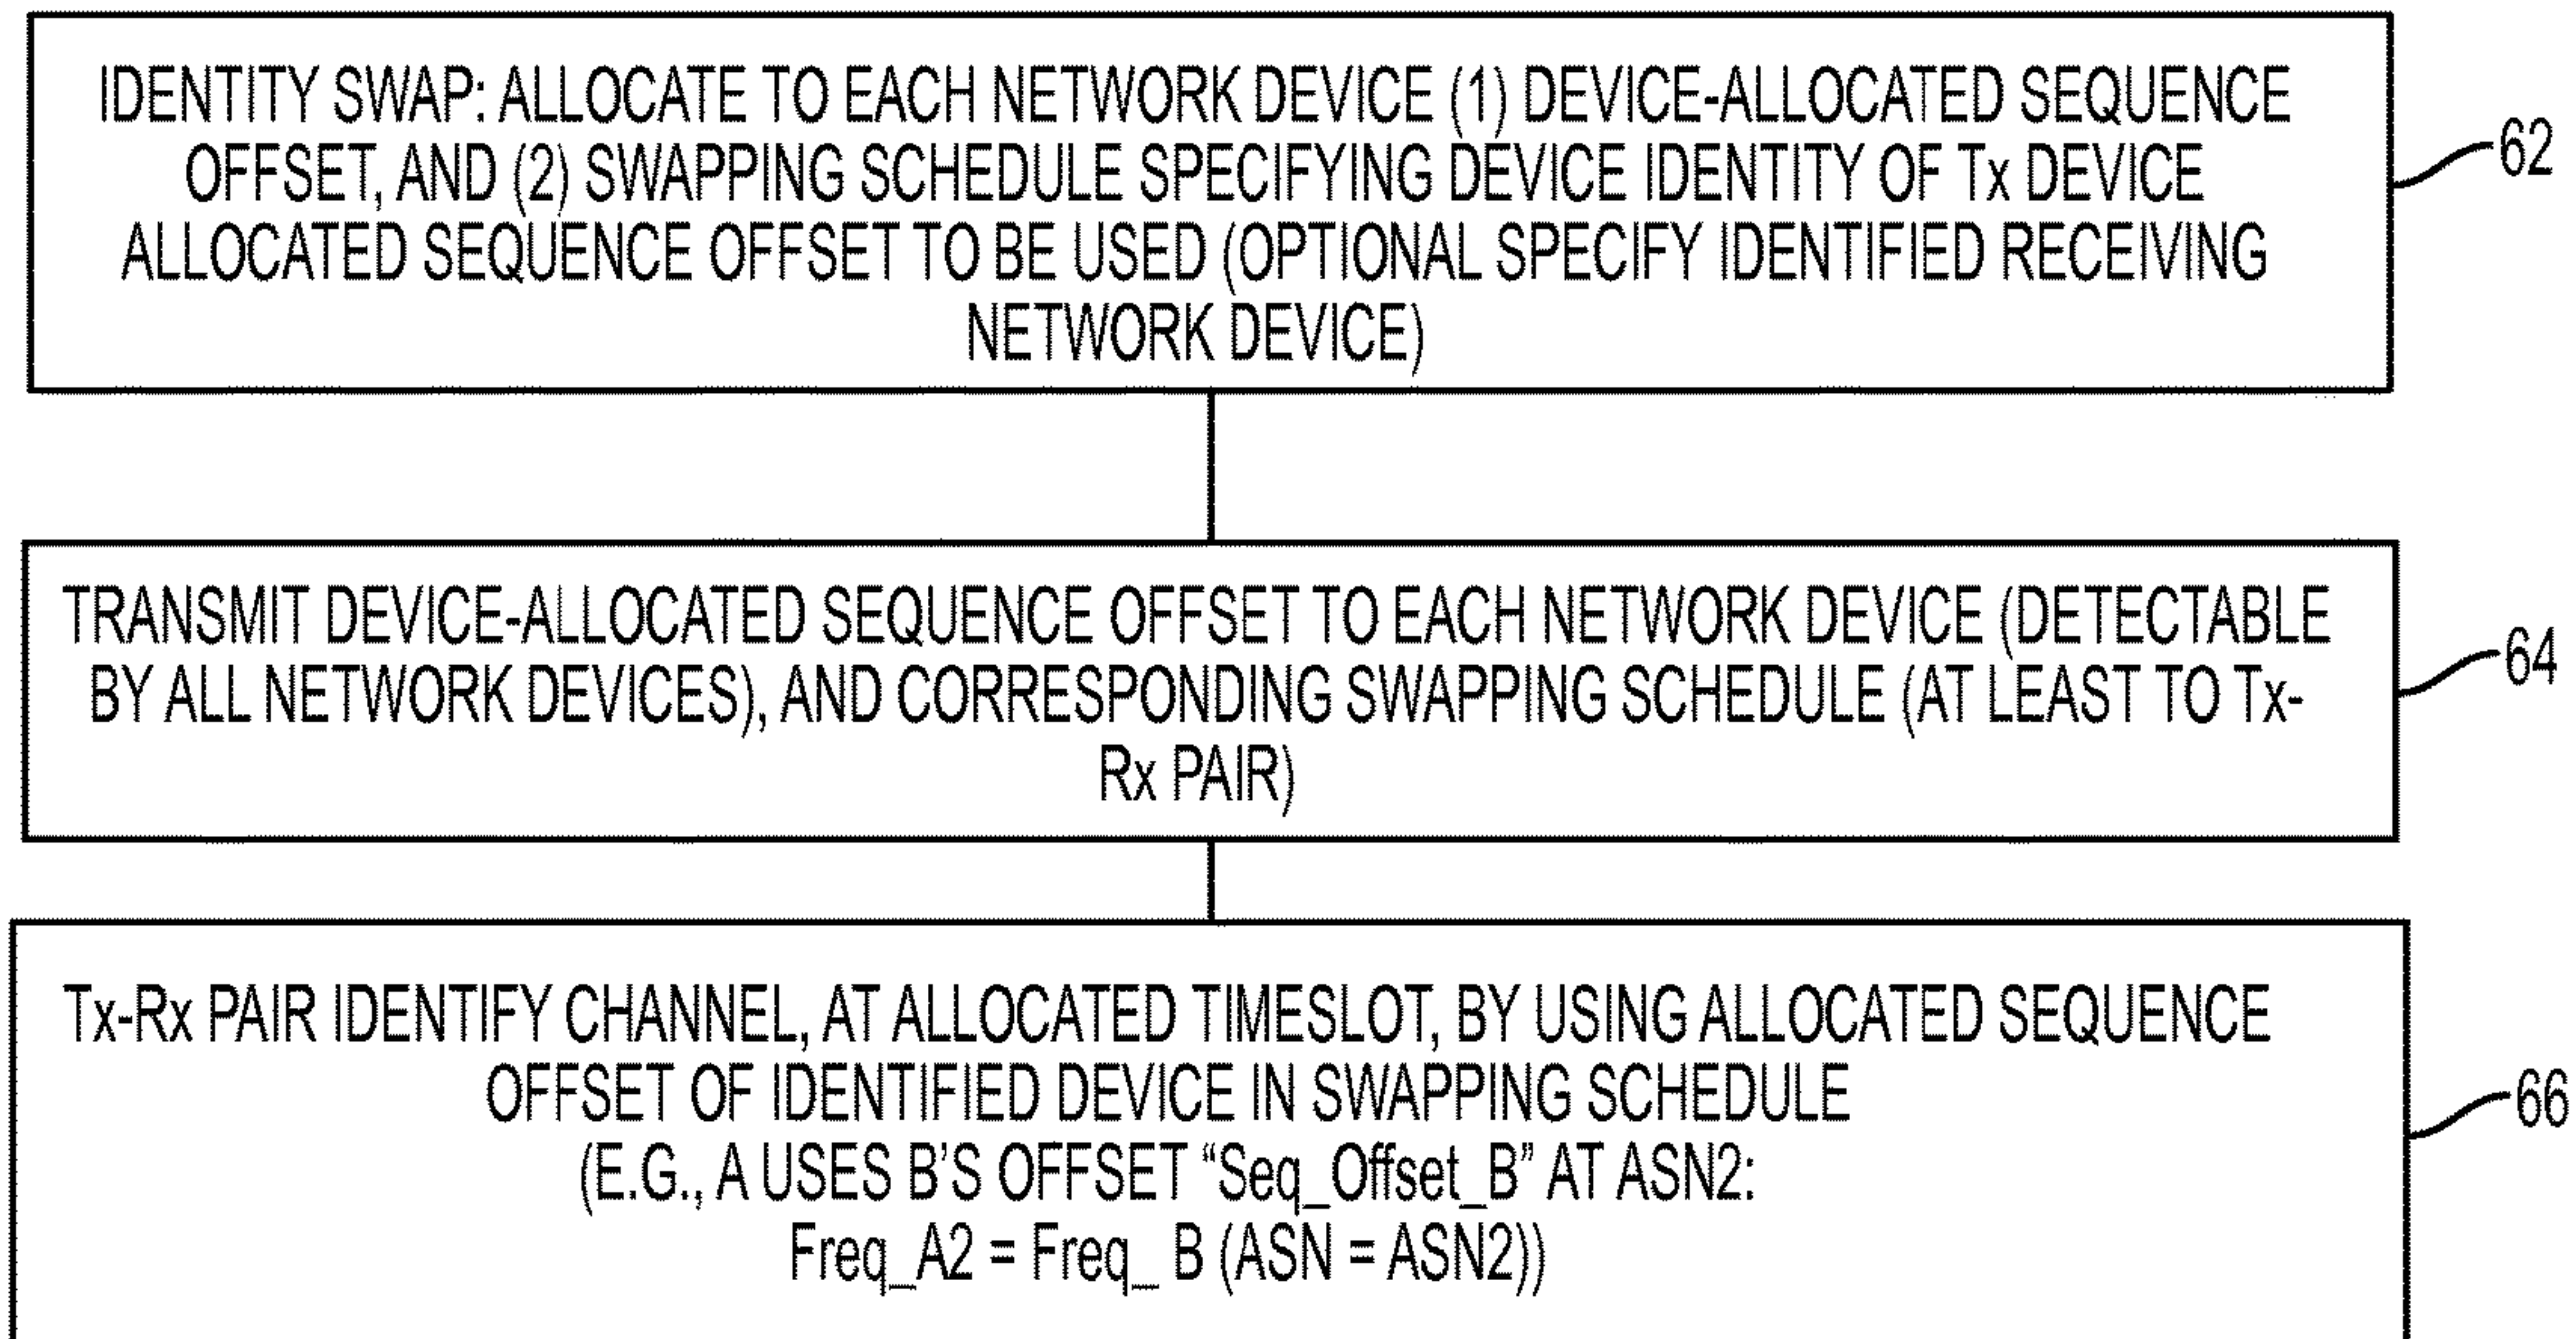 IDENTITY SWAP: ALLOCATE TO EACH NETWORK DEVICE (1) DEVICE-ALLOCATED SEQUENCE
OFFSET, AND (2) SWAPPING SCHEDULE SPECIFYING DEVICE IDENTITY OF Tx DEVICE
ALLOCATED SEQUENCE OFFSET TO BE USED (OPTIONAL SPECIFY IDENTIFIED RECEIVING
NETWORK DEVICE)
62
TRANSMIT DEVICE-ALLOCATED SEQUENCE OFFSET TO EACH NETWORK DEVICE (DETECTABLE
BY ALL NETWORK DEVICES), AND CORRESPONDING SWAPPING SCHEDULE (AT LEAST TO Tx-
Rx PAIR)
64
Tx-Rx PAIR IDENTIFY CHANNEL, AT ALLOCATED TIMESLOT, BY USING ALLOCATED SEQUENCE
OFFSET OF IDENTIFIED DEVICE IN SWAPPING SCHEDULE
(E.G., A USES B'S OFFSET “Seq_Offset_B” AT ASN2:
Freq_A2 = Freq_ B (ASN = ASN2))
66